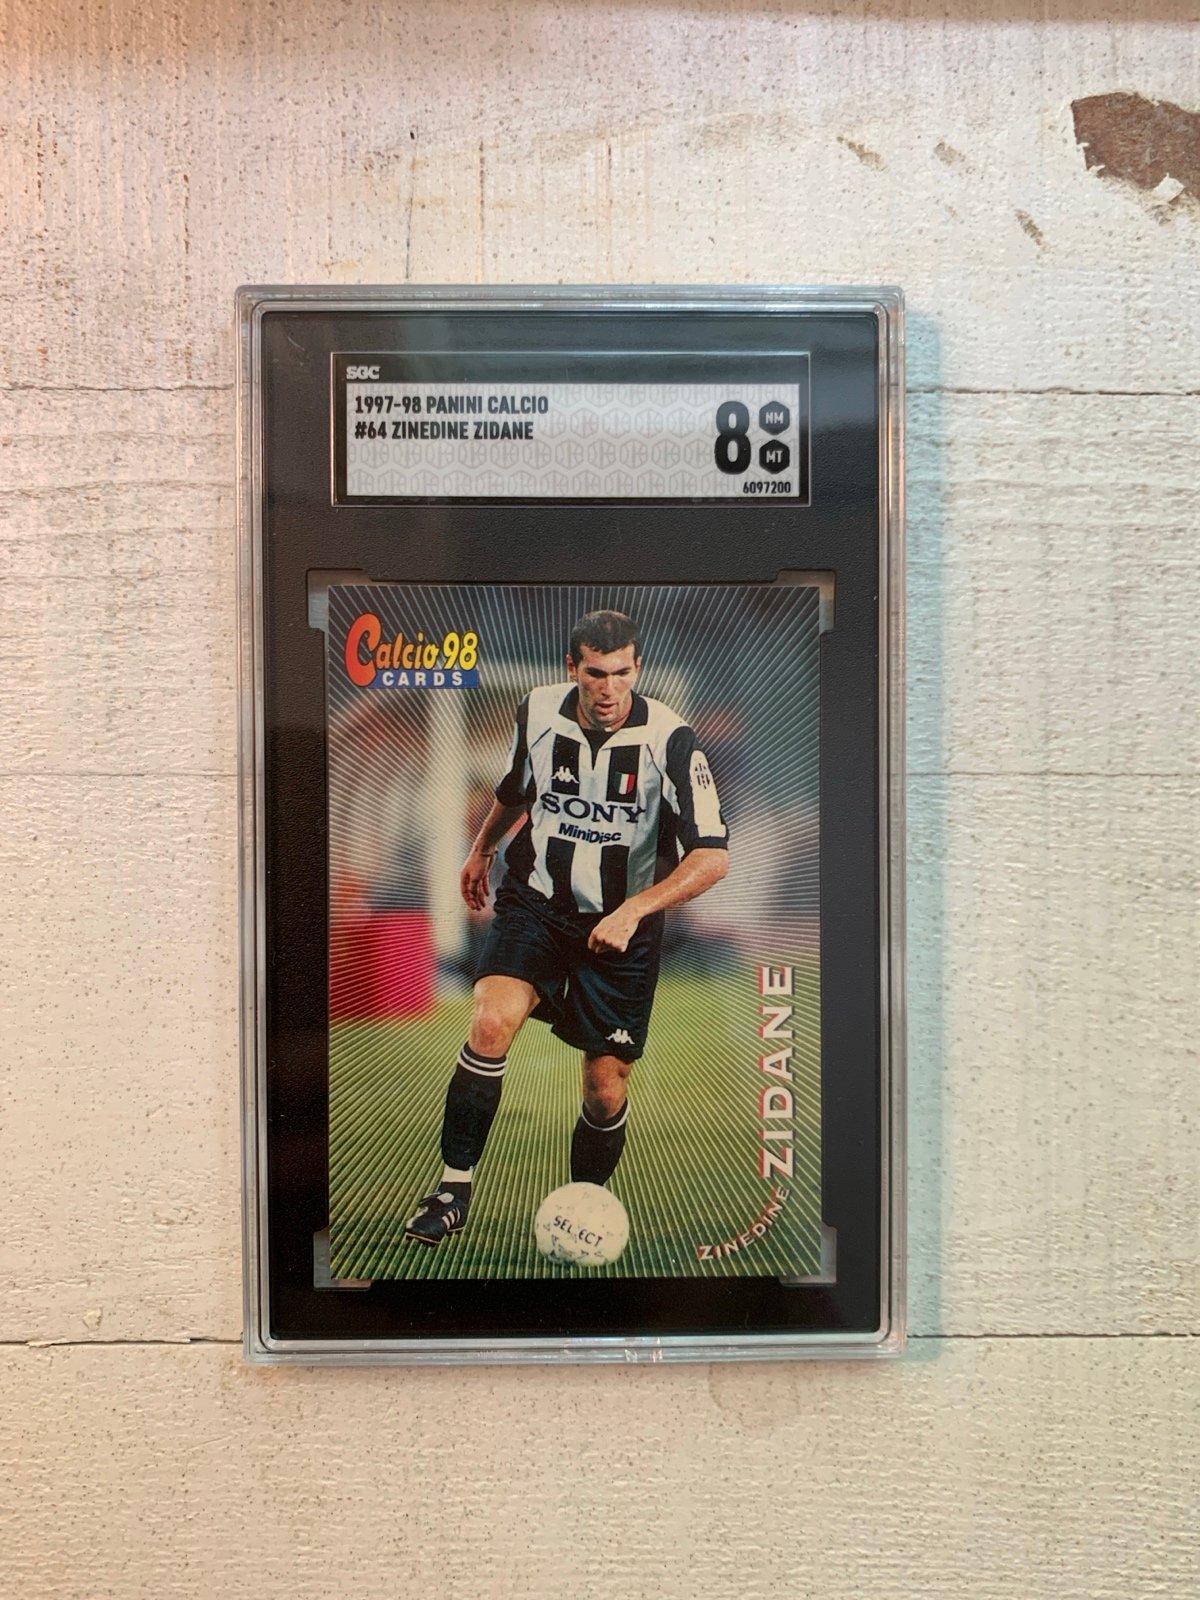 SGC
1997-98 PANINI CALCIO
#64 ZINEDINE ZIDANE
8 NM
MT
6097200
Calcio 98
CARDS
SONY
MiniDisc
SELECT
ZINEDINE ZIDANE